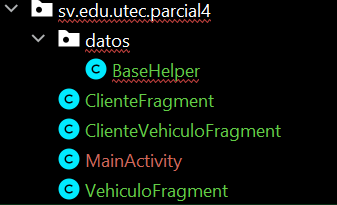 sv.edu.utec.parcial4
datos
BaseHelper
ClienteFragment
ClienteVehiculoFragment
MainActivity
VehiculoFragment